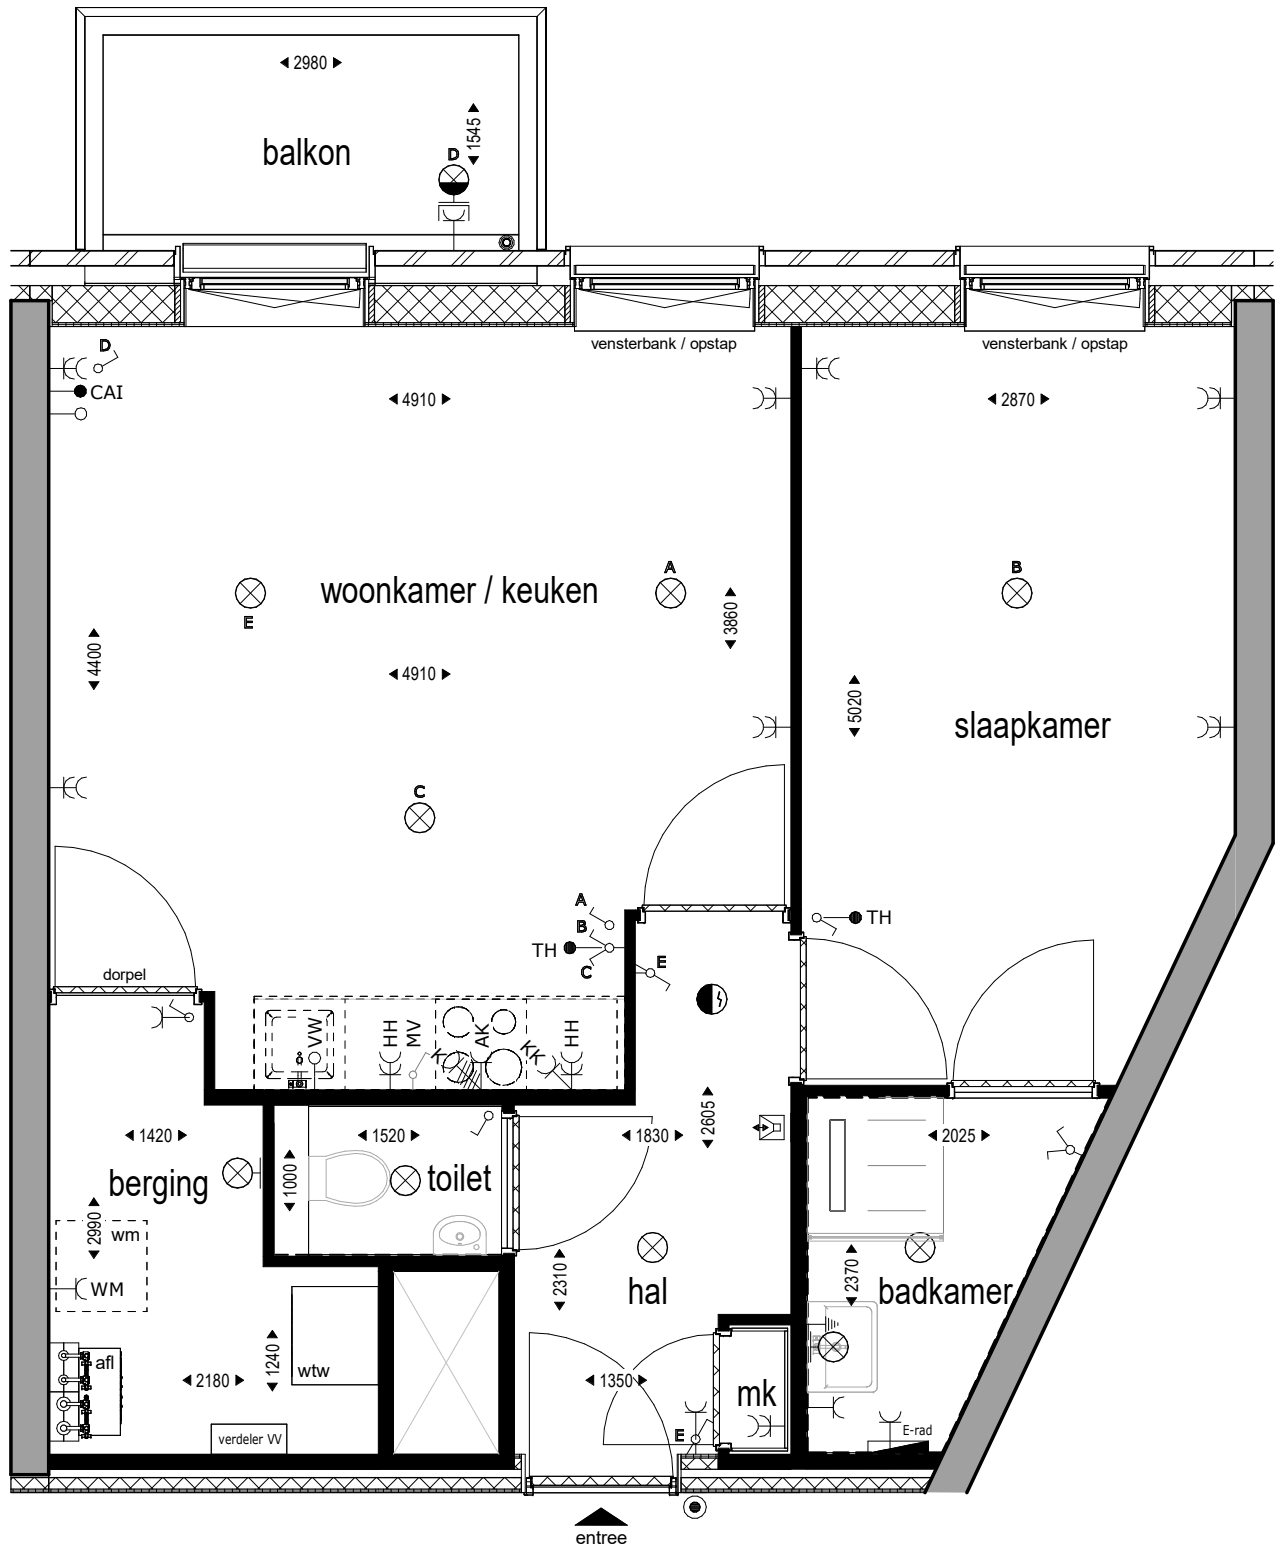 2980
1545
balkon
D
vensterbank / opstap
vensterbank / opstap
D
CAI
4910
2870
E
woonkamer / keuken
A
3860
B
4400
4910
5020
slaapkamer
C
A
B
TH
C
E
TH
dorpel
VW
HH
MV
K
AK
KK
HH
1420
1520
1830
2605
2025
berging
1000
toilet
2990
wm
WM
2310
hal
2370
badkamer
afl
1240
wtw
2180
1350
mk
verdeler VV
E
E-rad
entree